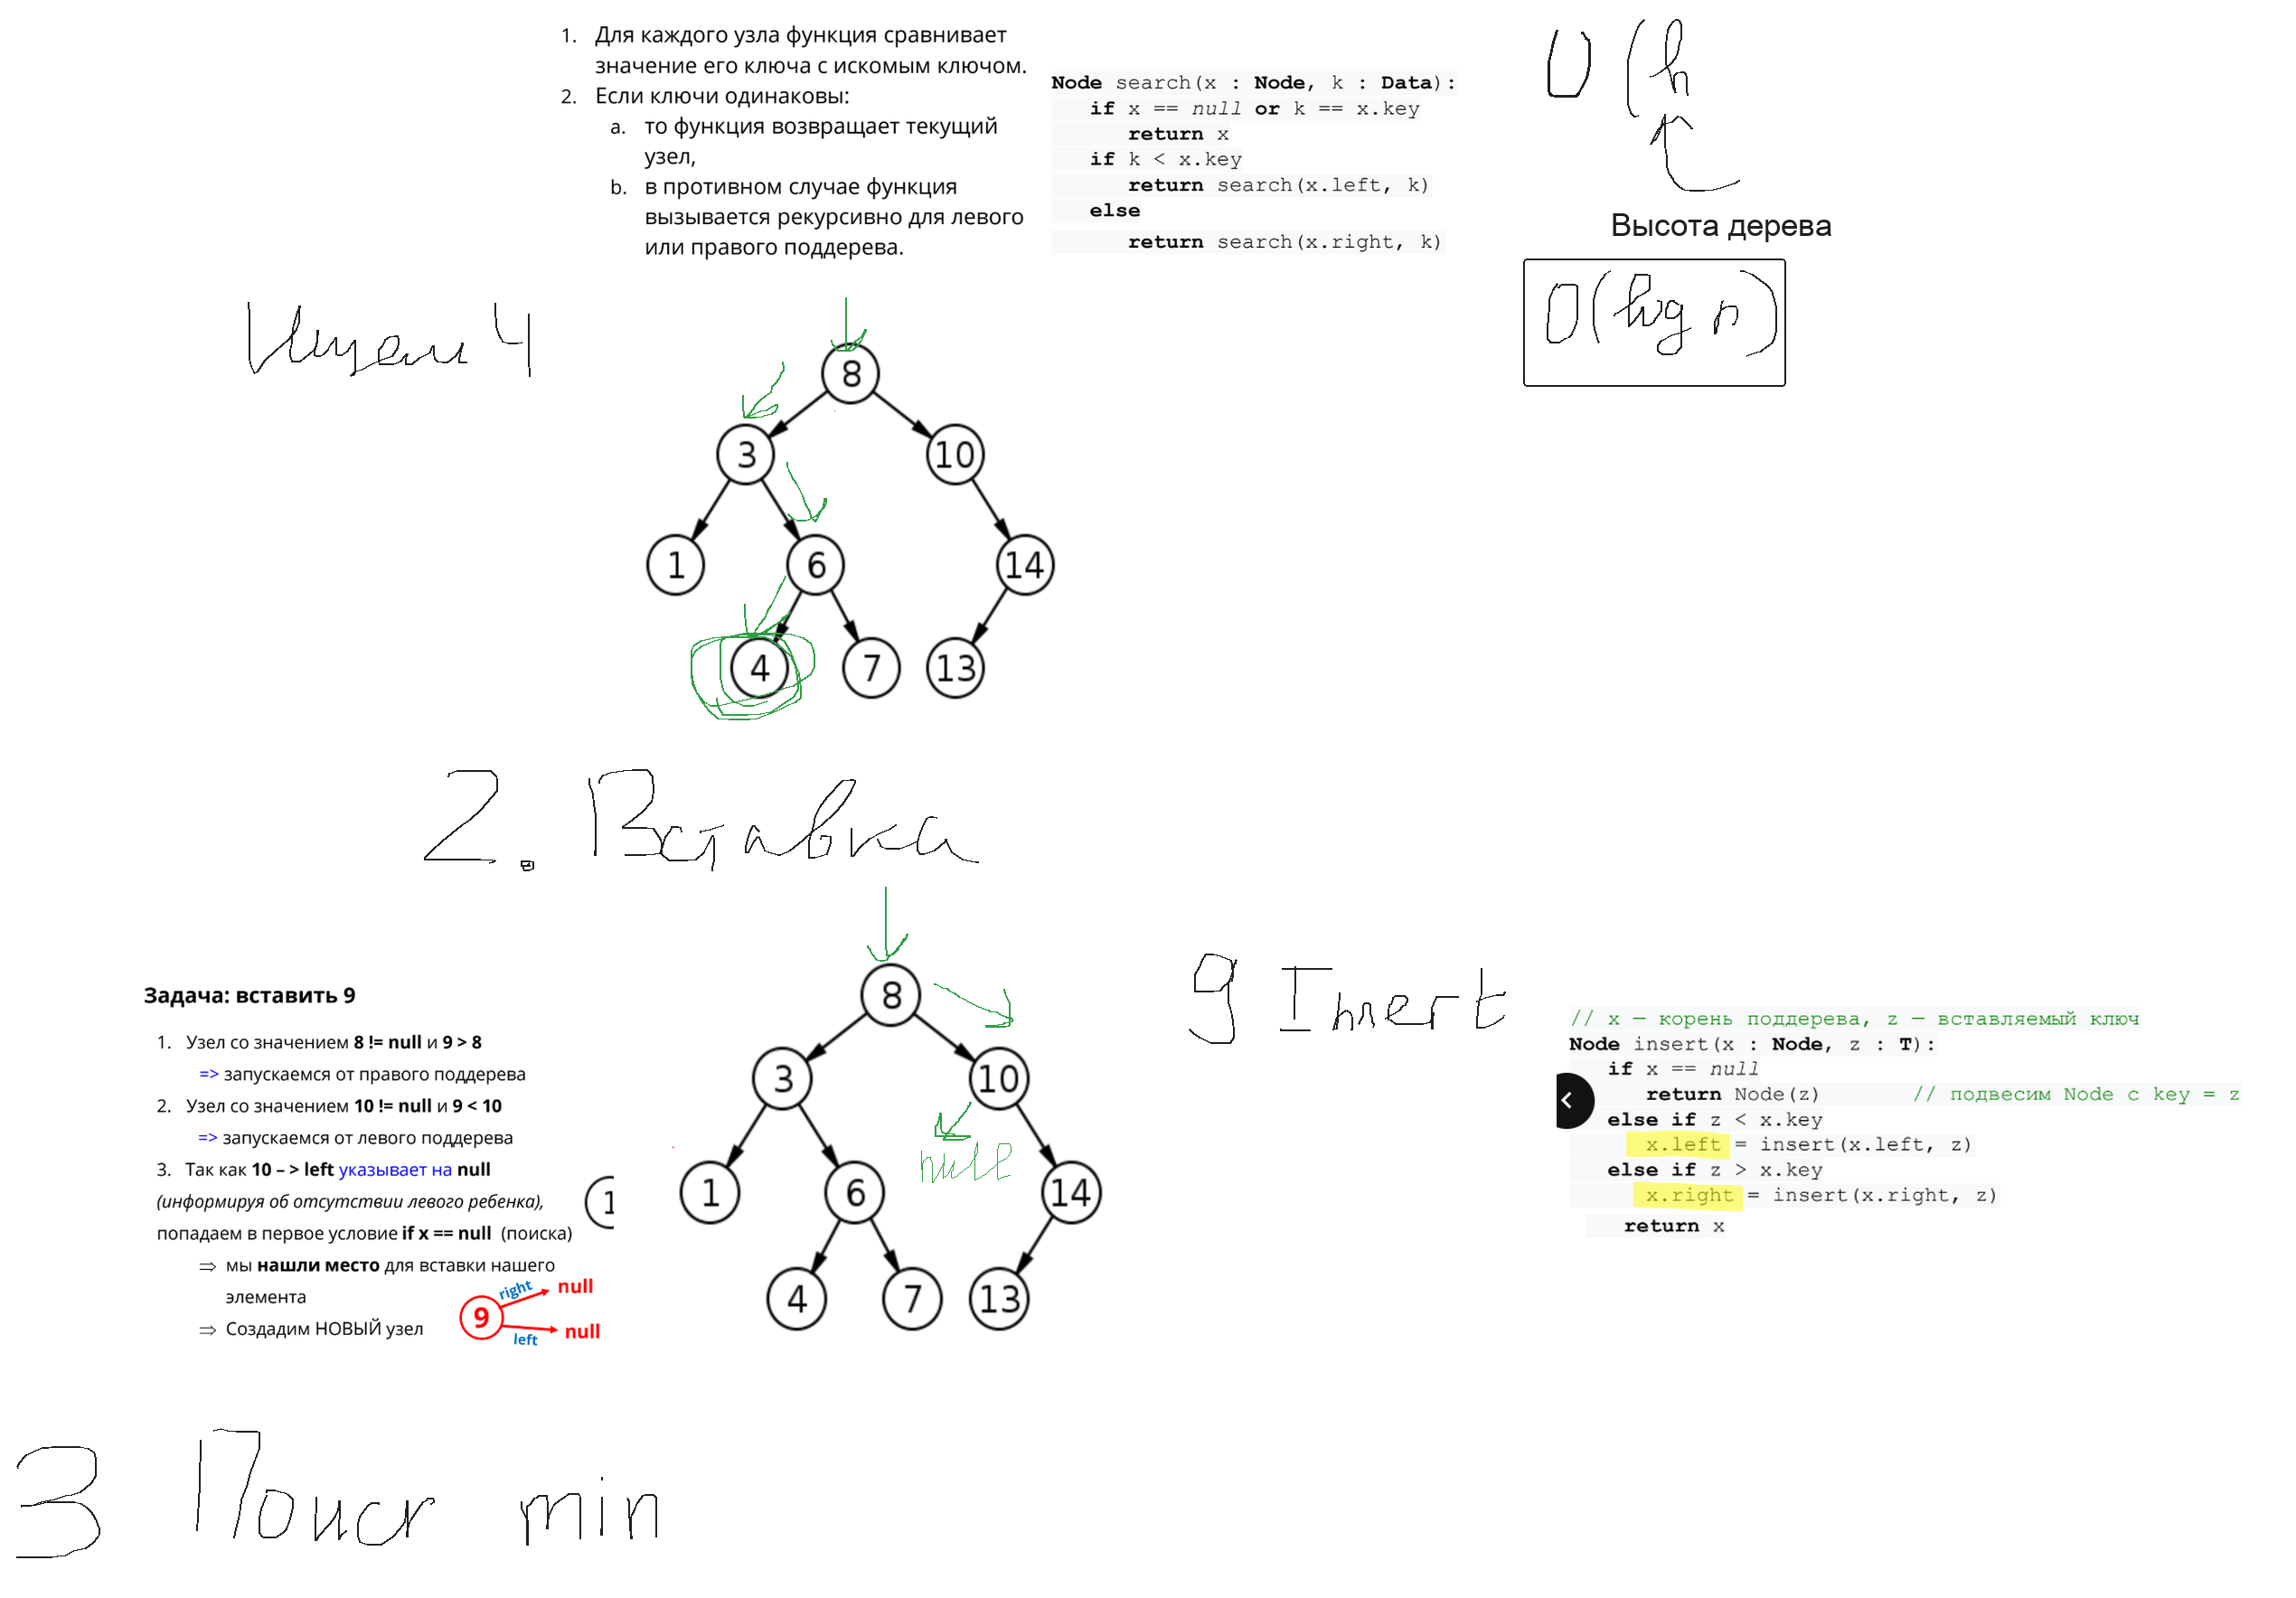 1. Для каждого узла функция сравнивает
значение его ключа с искомым ключом.
2. Если ключи одинаковы:
a. то функция возвращает текущий
узел,
b. в противном случае функция
вызывается рекурсивно для левого
или правого поддерева.
Node search(x : Node, k : Data):
if x == null or k == x.key
return x
if k < x.key
return search(x.left, k)
else
return search(x.right, k)
O(h
Высота дерева
O(log n)
Ищем 4
8
3 10
1 6 14
4 7 13
2. Вставка
Задача: вставить 9
1. Узел со значением 8 != null и 9 > 8
=> запускаемся от правого поддерева
2. Узел со значением 10 != null и 9 < 10
=> запускаемся от левого поддерева
3. Так как 10 – > left указывает на null
(информируя об отсутствии левого ребенка),
попадаем в первое условие if x == null (поиска)
⇒ мы нашли место для вставки нашего
элемента
⇒ Создадим НОВЫЙ узел
9 right null
left null
1
8
3 10
null
1 6 14
4 7 13
9 Insert
// x — корень поддерева, z — вставляемый ключ
Node insert(x : Node, z : T):
if x == null
return Node(z) // подвесим Node с key = z
else if z < x.key
x.left = insert(x.left, z)
else if z > x.key
x.right = insert(x.right, z)
return x
3 Поиск min